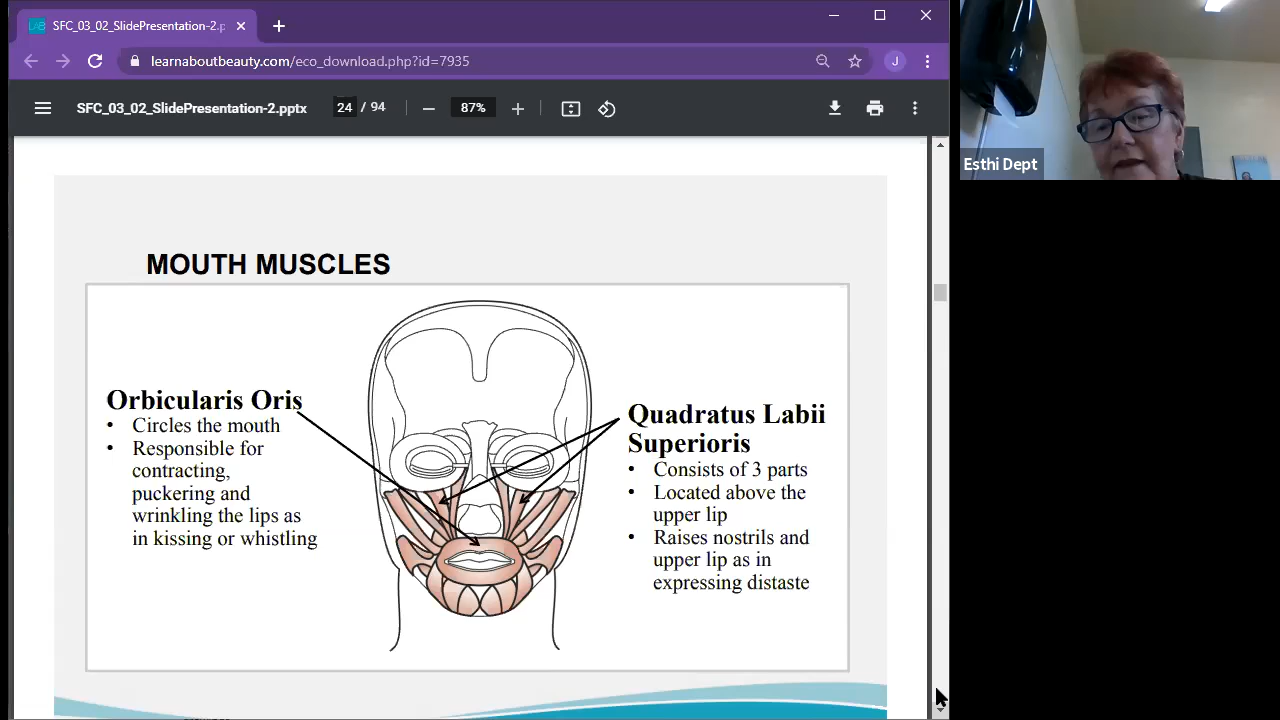 SFC_03_02_SlidePresentation-2.p
learnaboutbeauty.com/eco_download.php?id=7935
J
SFC_03_02_SlidePresentation-2.pptx
24 / 94
87%
Esthi Dept
MOUTH MUSCLES
Orbicularis Oris
• Circles the mouth
• Responsible for
contracting,
puckering and
wrinkling the lips as
in kissing or whistling
Quadratus Labii
Superioris
• Consists of 3 parts
• Located above the
upper lip
• Raises nostrils and
upper lip as in
expressing distaste